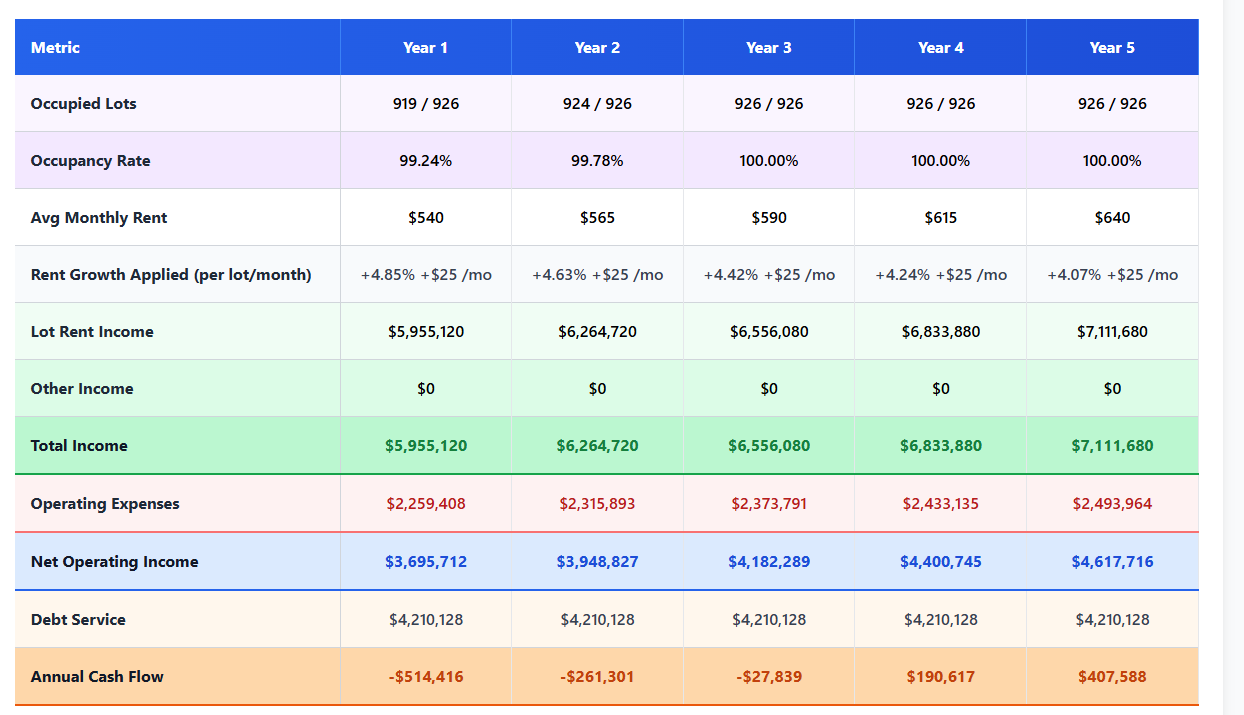 Metric Year 1 Year 2 Year 3 Year 4 Year 5
Occupied Lots 919 / 926 924 / 926 926 / 926 926 / 926 926 / 926
Occupancy Rate 99.24% 99.78% 100.00% 100.00% 100.00%
Avg Monthly Rent $540 $565 $590 $615 $640
Rent Growth Applied (per lot/month) +4.85% +$25 /mo +4.63% +$25 /mo +4.42% +$25 /mo +4.24% +$25 /mo +4.07% +$25 /mo
Lot Rent Income $5,955,120 $6,264,720 $6,556,080 $6,833,880 $7,111,680
Other Income $0 $0 $0 $0 $0
Total Income $5,955,120 $6,264,720 $6,556,080 $6,833,880 $7,111,680
Operating Expenses $2,259,408 $2,315,893 $2,373,791 $2,433,135 $2,493,964
Net Operating Income $3,695,712 $3,948,827 $4,182,289 $4,400,745 $4,617,716
Debt Service $4,210,128 $4,210,128 $4,210,128 $4,210,128 $4,210,128
Annual Cash Flow -$514,416 -$261,301 -$27,839 $190,617 $407,588